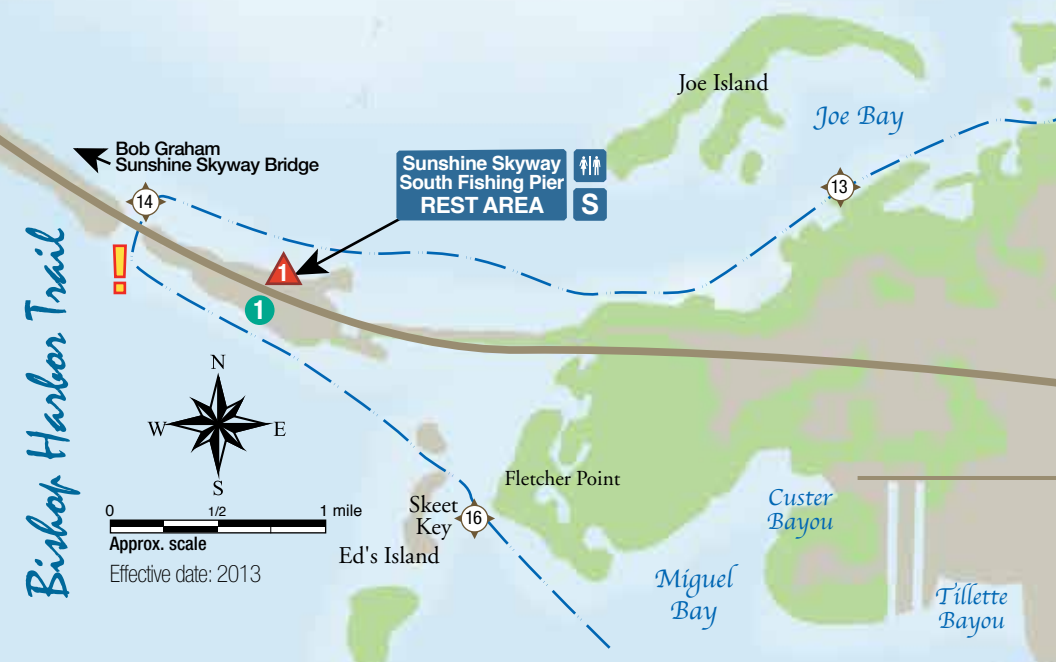 Joe Island
Joe Bay
Bob Graham
Sunshine Skyway Bridge
Sunshine Skyway
South Fishing Pier
REST AREA
S
14
13
!
1
1
Bishop Harbor Trail
N
W
E
S
Fletcher Point
Skeet
Key
16
Ed's Island
Custer
Bayou
Miguel
Bay
Tillette
Bayou
0 1/2 1 mile
Approx. scale
Effective date: 2013